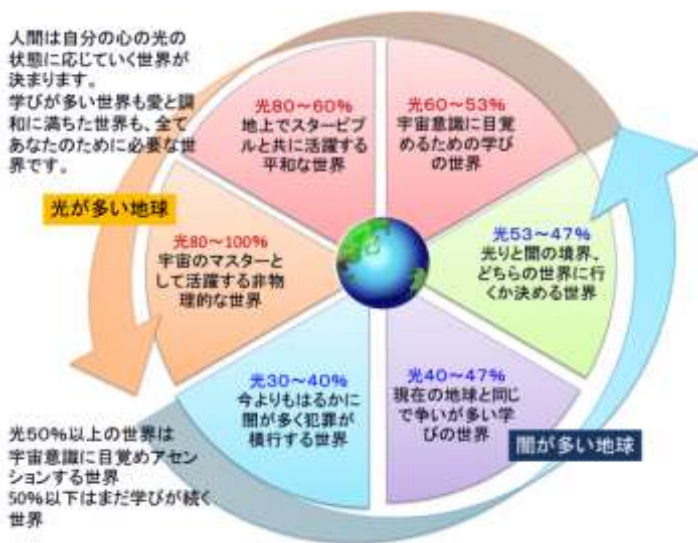 人間は自分の心の光の
状態に応じていく世界が
決まります。
学びが多い世界も愛と調
和に満ちた世界も、全て
あなたのために必要な世
界です。
光80～60%
地上でスターピプ
ルと共に活躍する
平和な世界
光60～53%
宇宙意識に目覚
めるための学び
の世界
光が多い地球
光80～100%
宇宙のマスターと
して活躍する非物
理的な世界
光53～47%
光りと闇の境界、
どちらの世界に行
くか決める世界
光30～40%
今よりもはるかに
闇が多く犯罪が
横行する世界
光40～47%
現在の地球と同じ
で争いが多い学
びの世界
闇が多い地球
光50%以上の世界は
宇宙意識に目覚めアセン
ションする世界
50%以下はまだ学びが続く
世界